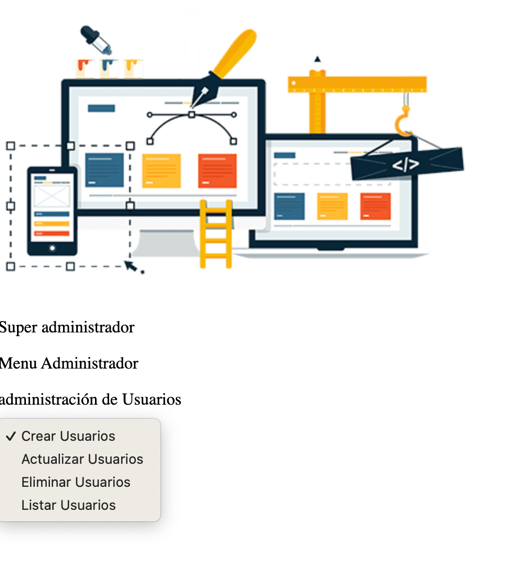 </>
Super administrador
Menu Administrador
administración de Usuarios
✓ Crear Usuarios
Actualizar Usuarios
Eliminar Usuarios
Listar Usuarios